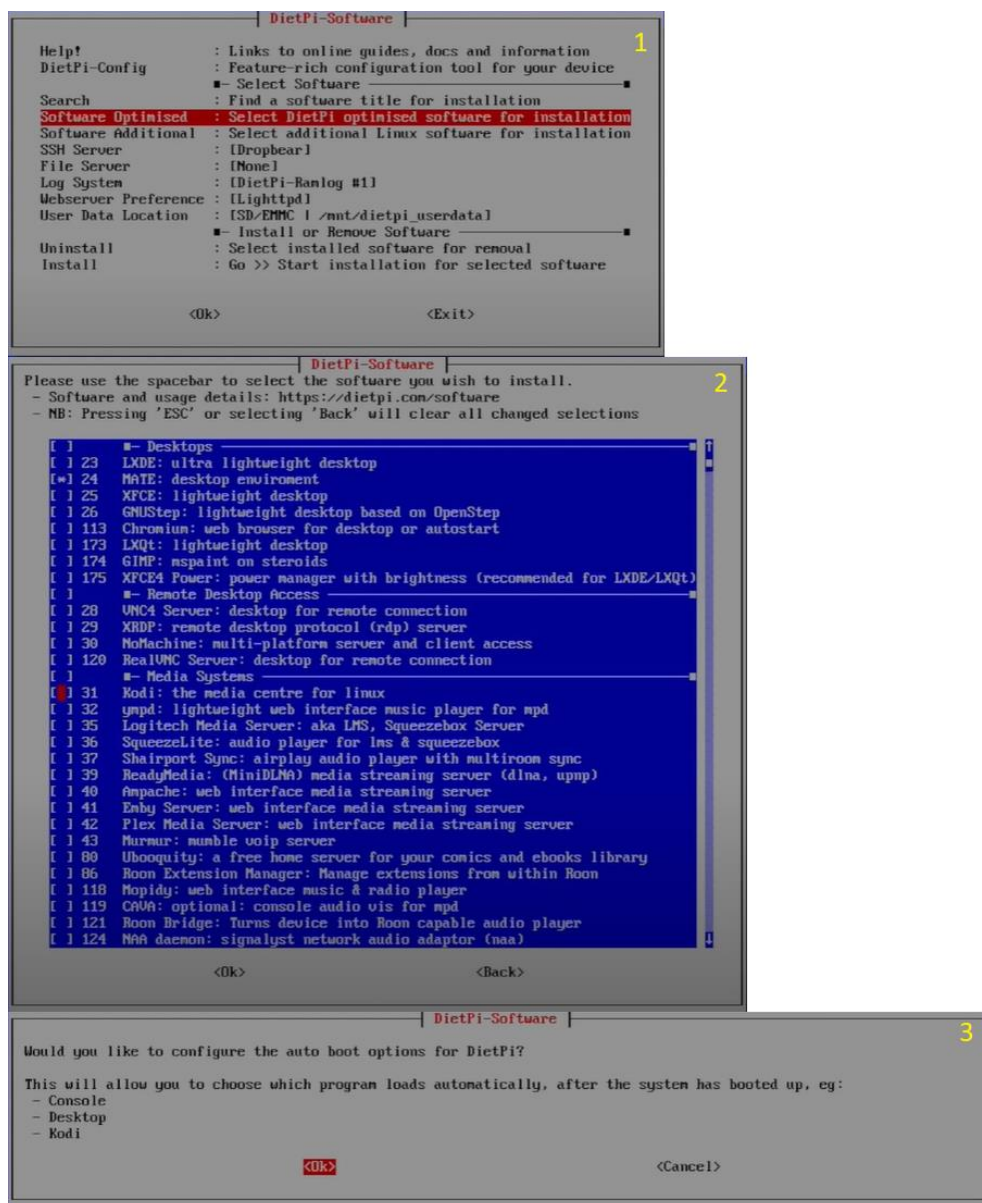 DietPi-Software
1
Help! : Links to online guides, docs and information
DietPi-Config : Feature-rich configuration tool for your device
Select Software
Search : Find a software title for installation
Software Optimised : Select DietPi optimised software for installation
Software Additional : Select additional Linux software for installation
SSH Server : [Dropbear]
File Server : [None]
Log System : [DietPi-Ramlog #1]
Webserver Preference : [Lighttpd]
User Data Location : [SD/EMMC | /mnt/dietpi_userdata]
Install or Remove Software
Uninstall : Select installed software for removal
Install : Go >> Start installation for selected software
<Ok> <Exit>
DietPi-Software
2
Please use the spacebar to select the software you wish to install.
- Software and usage details: https://dietpi.com/software
- NB: Pressing 'ESC' or selecting 'Back' will clear all changed selections
[ ] Desktops
[ ] 23 LXDE: ultra lightweight desktop
[*] 24 MATE: desktop enviroment
[ ] 25 XFCE: lightweight desktop
[ ] 26 GNUStep: lightweight desktop based on OpenStep
[ ] 113 Chromium: web browser for desktop or autostart
[ ] 173 LXQt: lightweight desktop
[ ] 174 GIMP: mspaint on steroids
[ ] 175 XFCE4 Power: power manager with brightness (recommended for LXDE/LXQt)
[ ] Remote Desktop Access
[ ] 28 VNC4 Server: desktop for remote connection
[ ] 29 XRDP: remote desktop protocol (rdp) server
[ ] 30 NoMachine: multi-platform server and client access
[ ] 120 RealVNC Server: desktop for remote connection
[ ] Media Systems
[ ] 31 Kodi: the media centre for linux
[ ] 32 ympd: lightweight web interface music player for mpd
[ ] 35 Logitech Media Server: aka LMS, Squeezebox Server
[ ] 36 SqueezeLite: audio player for lms & squeezebox
[ ] 37 Shairport Sync: airplay audio player with multiroom sync
[ ] 39 ReadyMedia: (MiniDLNA) media streaming server (dlna, upnp)
[ ] 40 Ampache: web interface media streaming server
[ ] 41 Emby Server: web interface media streaming server
[ ] 42 Plex Media Server: web interface media streaming server
[ ] 43 Murmur: mumble voip server
[ ] 80 Ubooquity: a free home server for your comics and ebooks library
[ ] 86 Roon Extension Manager: Manage extensions from within Roon
[ ] 118 Mopidy: web interface music & radio player
[ ] 119 CAVA: optional: console audio vis for mpd
[ ] 121 Roon Bridge: Turns device into Roon capable audio player
[ ] 124 NAA daemon: signalyst network audio adaptor (naa)
<Ok> <Back>
DietPi-Software
3
Would you like to configure the auto boot options for DietPi?
This will allow you to choose which program loads automatically, after the system has booted up, eg:
- Console
- Desktop
- Kodi
<Ok> <Cancel>